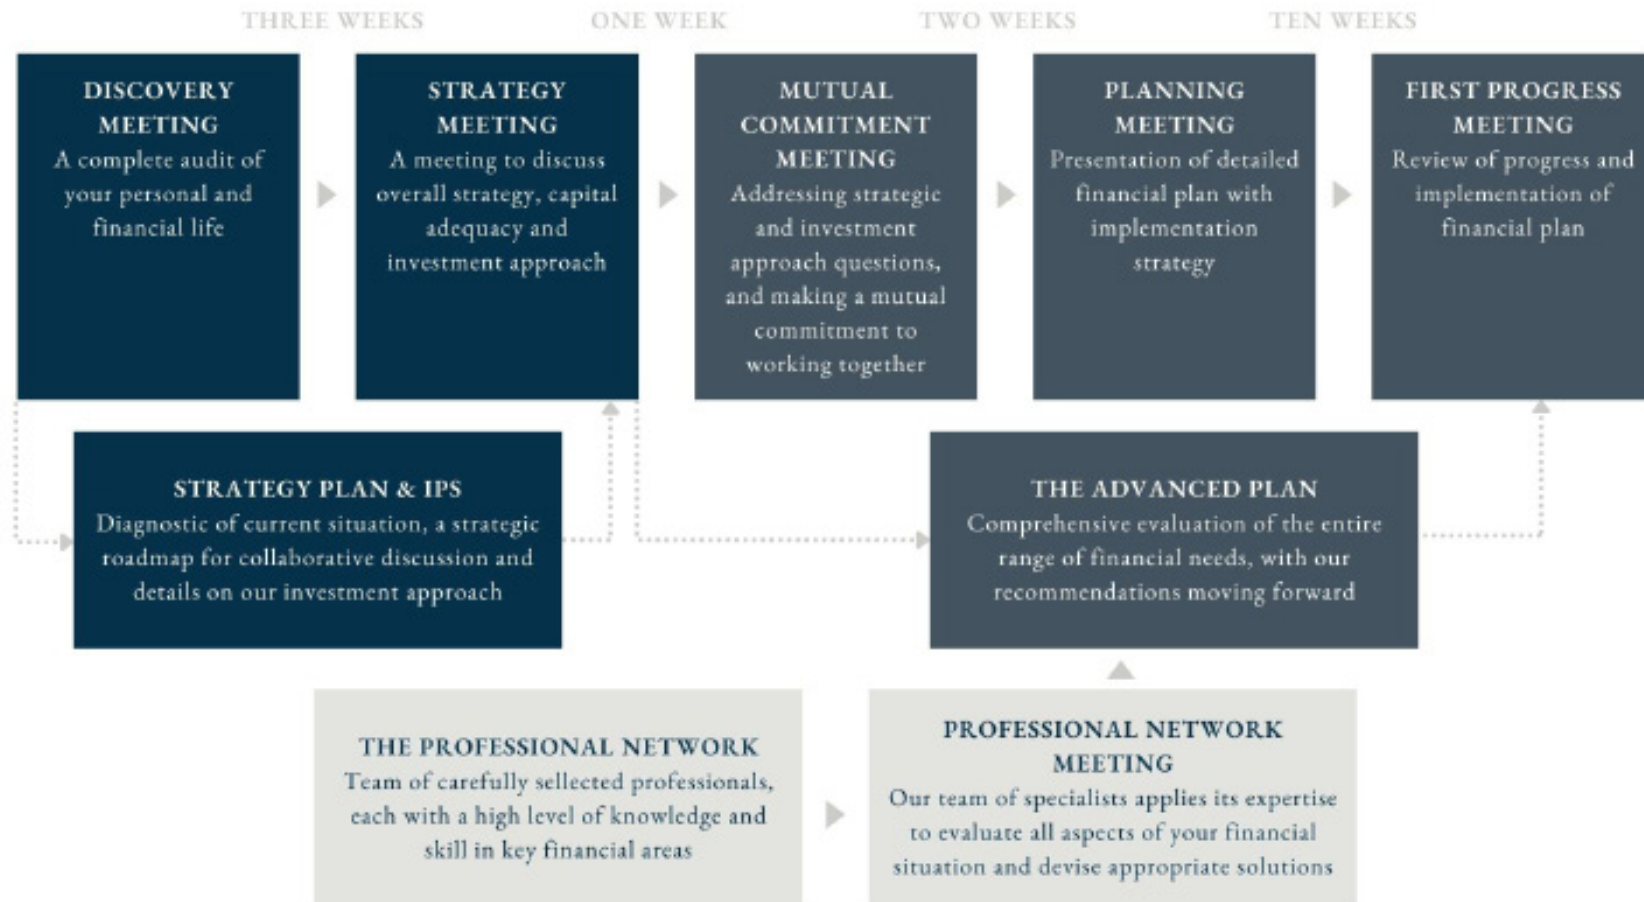 THREE WEEKS
ONE WEEK
TWO WEEKS
TEN WEEKS
DISCOVERY
MEETING
A complete audit of
your personal and
financial life
STRATEGY
MEETING
A meeting to discuss
overall strategy, capital
adequacy and
investment approach
MUTUAL
COMMITMENT
MEETING
Addressing strategic
and investment
approach questions,
and making a mutual
commitment to
working together
PLANNING
MEETING
Presentation of detailed
financial plan with
implementation
strategy
FIRST PROGRESS
MEETING
Review of progress and
implementation of
financial plan
STRATEGY PLAN & IPS
Diagnostic of current situation, a strategic
roadmap for collaborative discussion and
details on our investment approach
THE ADVANCED PLAN
Comprehensive evaluation of the entire
range of financial needs, with our
recommendations moving forward
THE PROFESSIONAL NETWORK
Team of carefully sellected professionals,
each with a high level of knowledge and
skill in key financial areas
PROFESSIONAL NETWORK
MEETING
Our team of specialists applies its expertise
to evaluate all aspects of your financial
situation and devise appropriate solutions